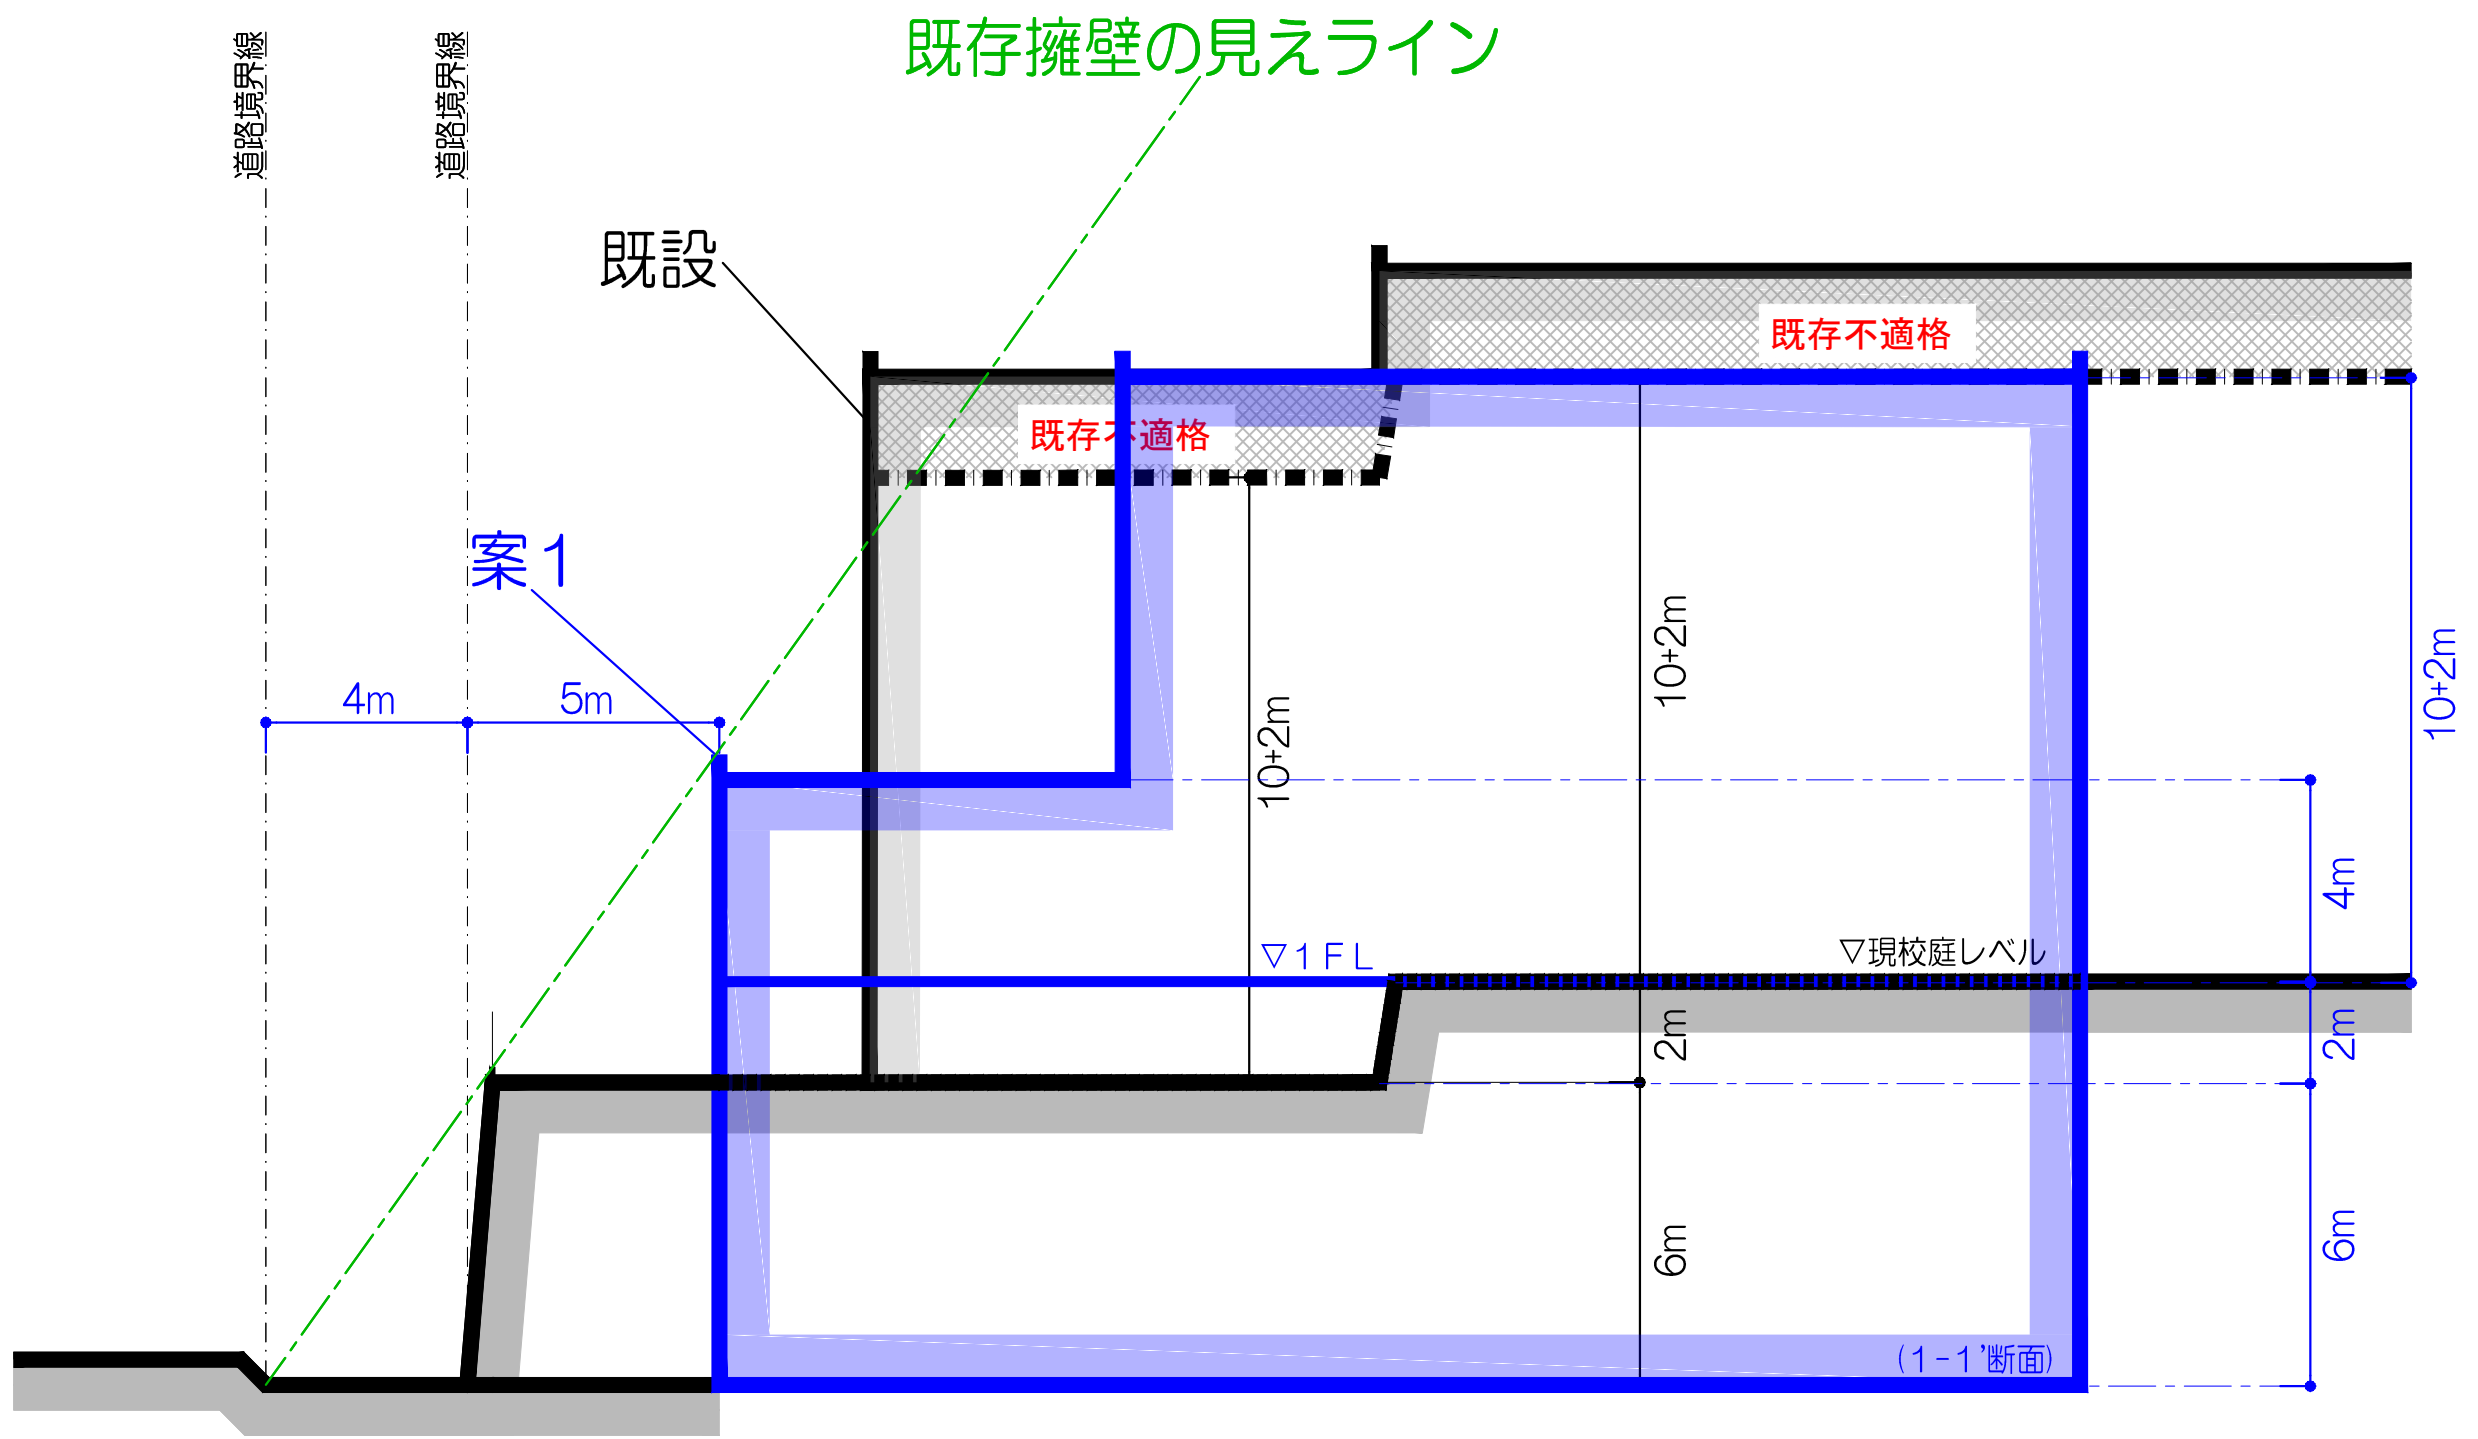 既存擁壁の見えライン
道路境界線
道路境界線
既設
既存不適格
既存不適格
案1
4m
5m
10+2m
10+2m
10+2m
4m
▽1FL
▽現校庭レベル
2m
2m
6m
6m
(1-1'断面)